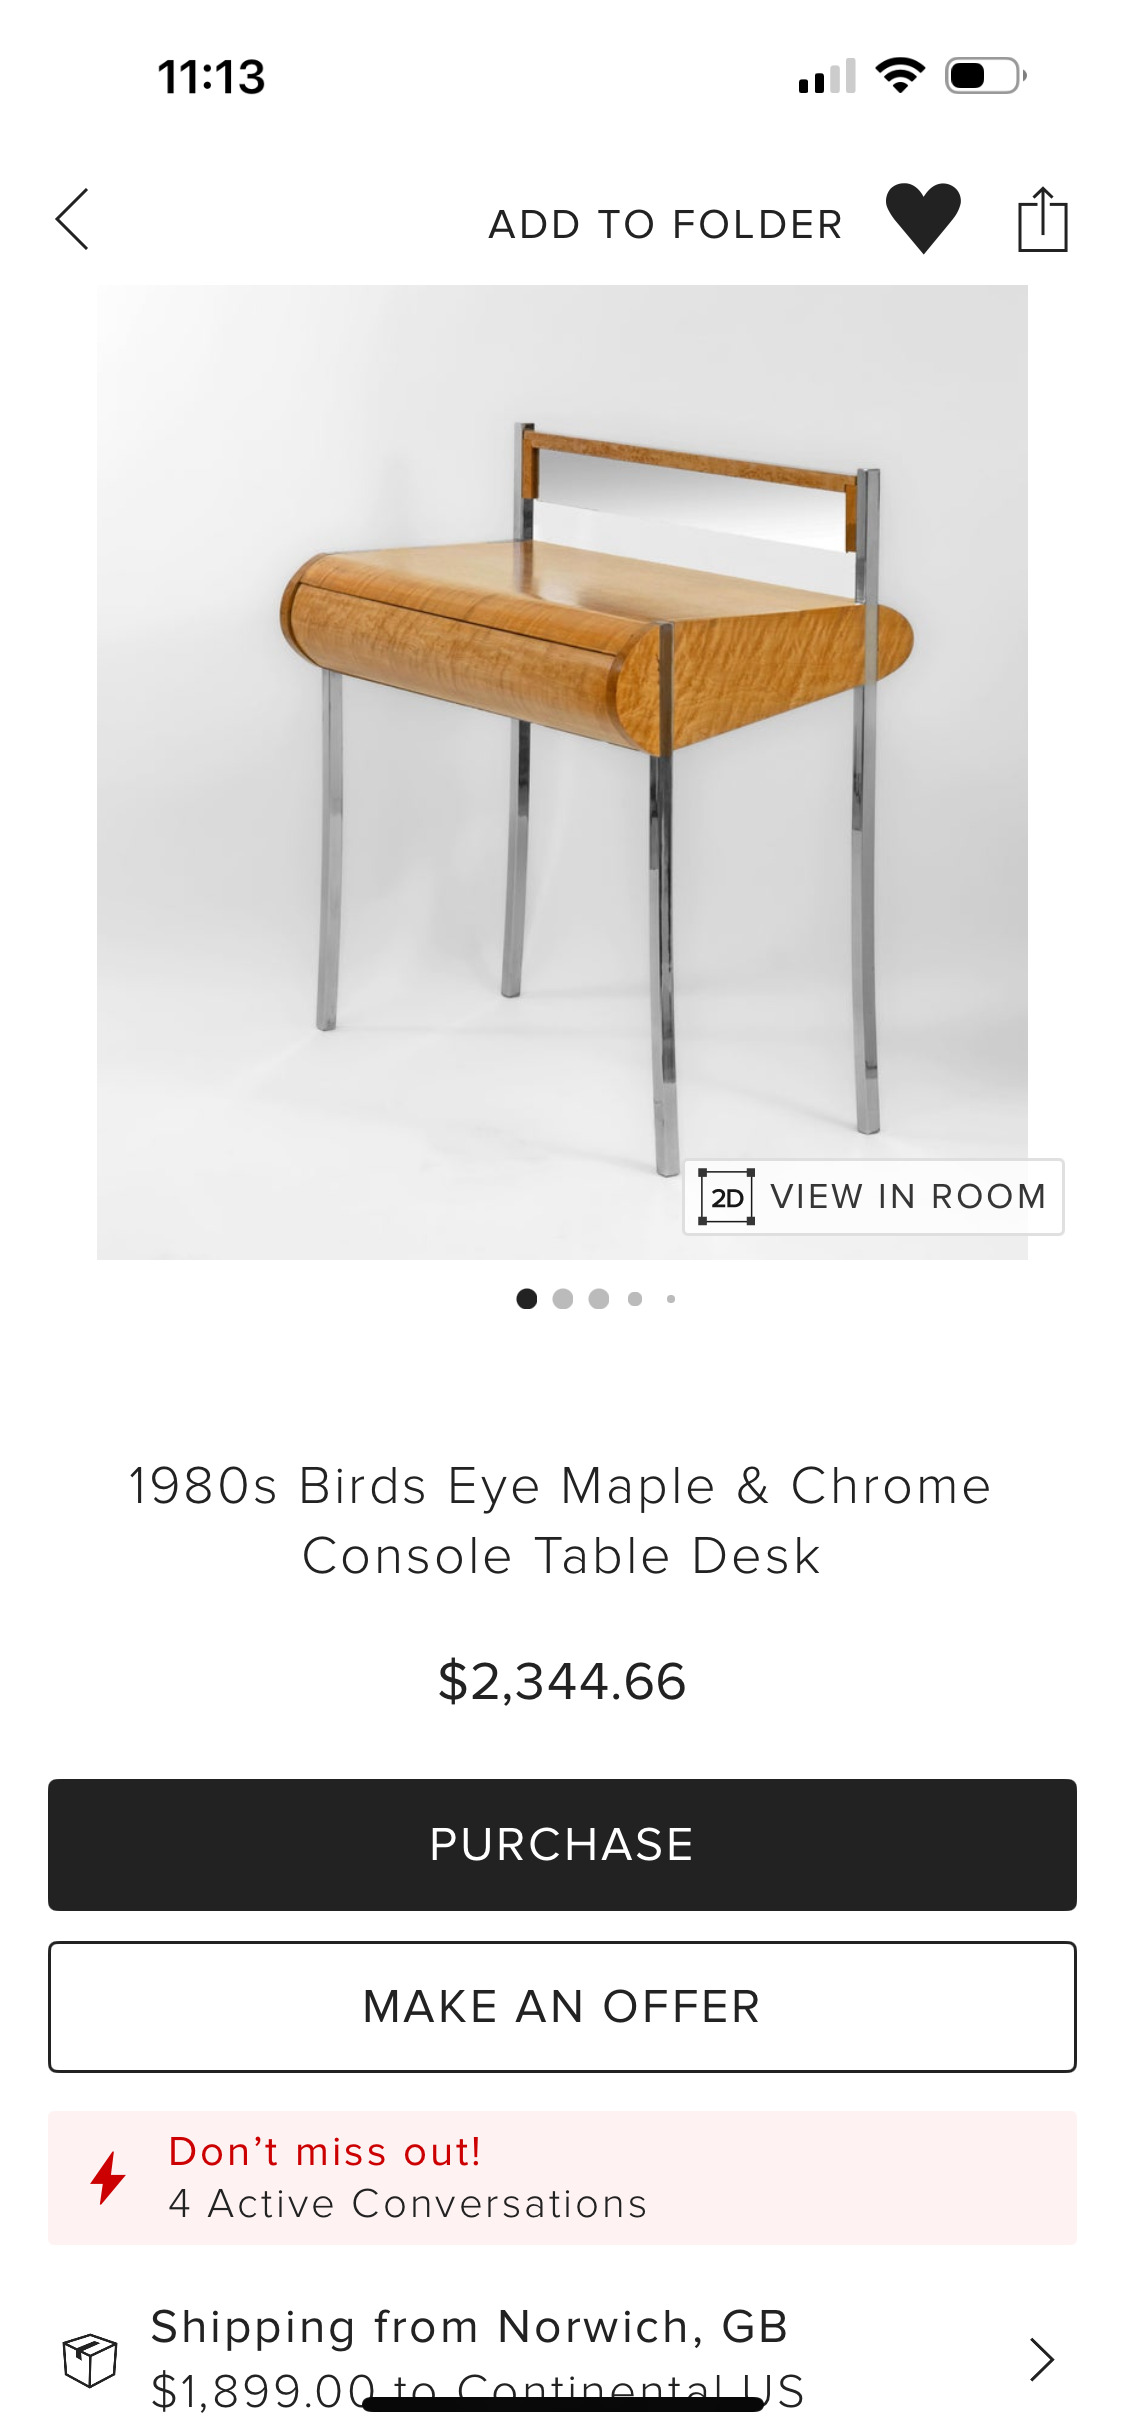 11:13
ADD TO FOLDER
2D VIEW IN ROOM
1980s Birds Eye Maple & Chrome
Console Table Desk
$2,344.66
PURCHASE
MAKE AN OFFER
Don’t miss out!
4 Active Conversations
Shipping from Norwich, GB
$1,899.00 to Continental US